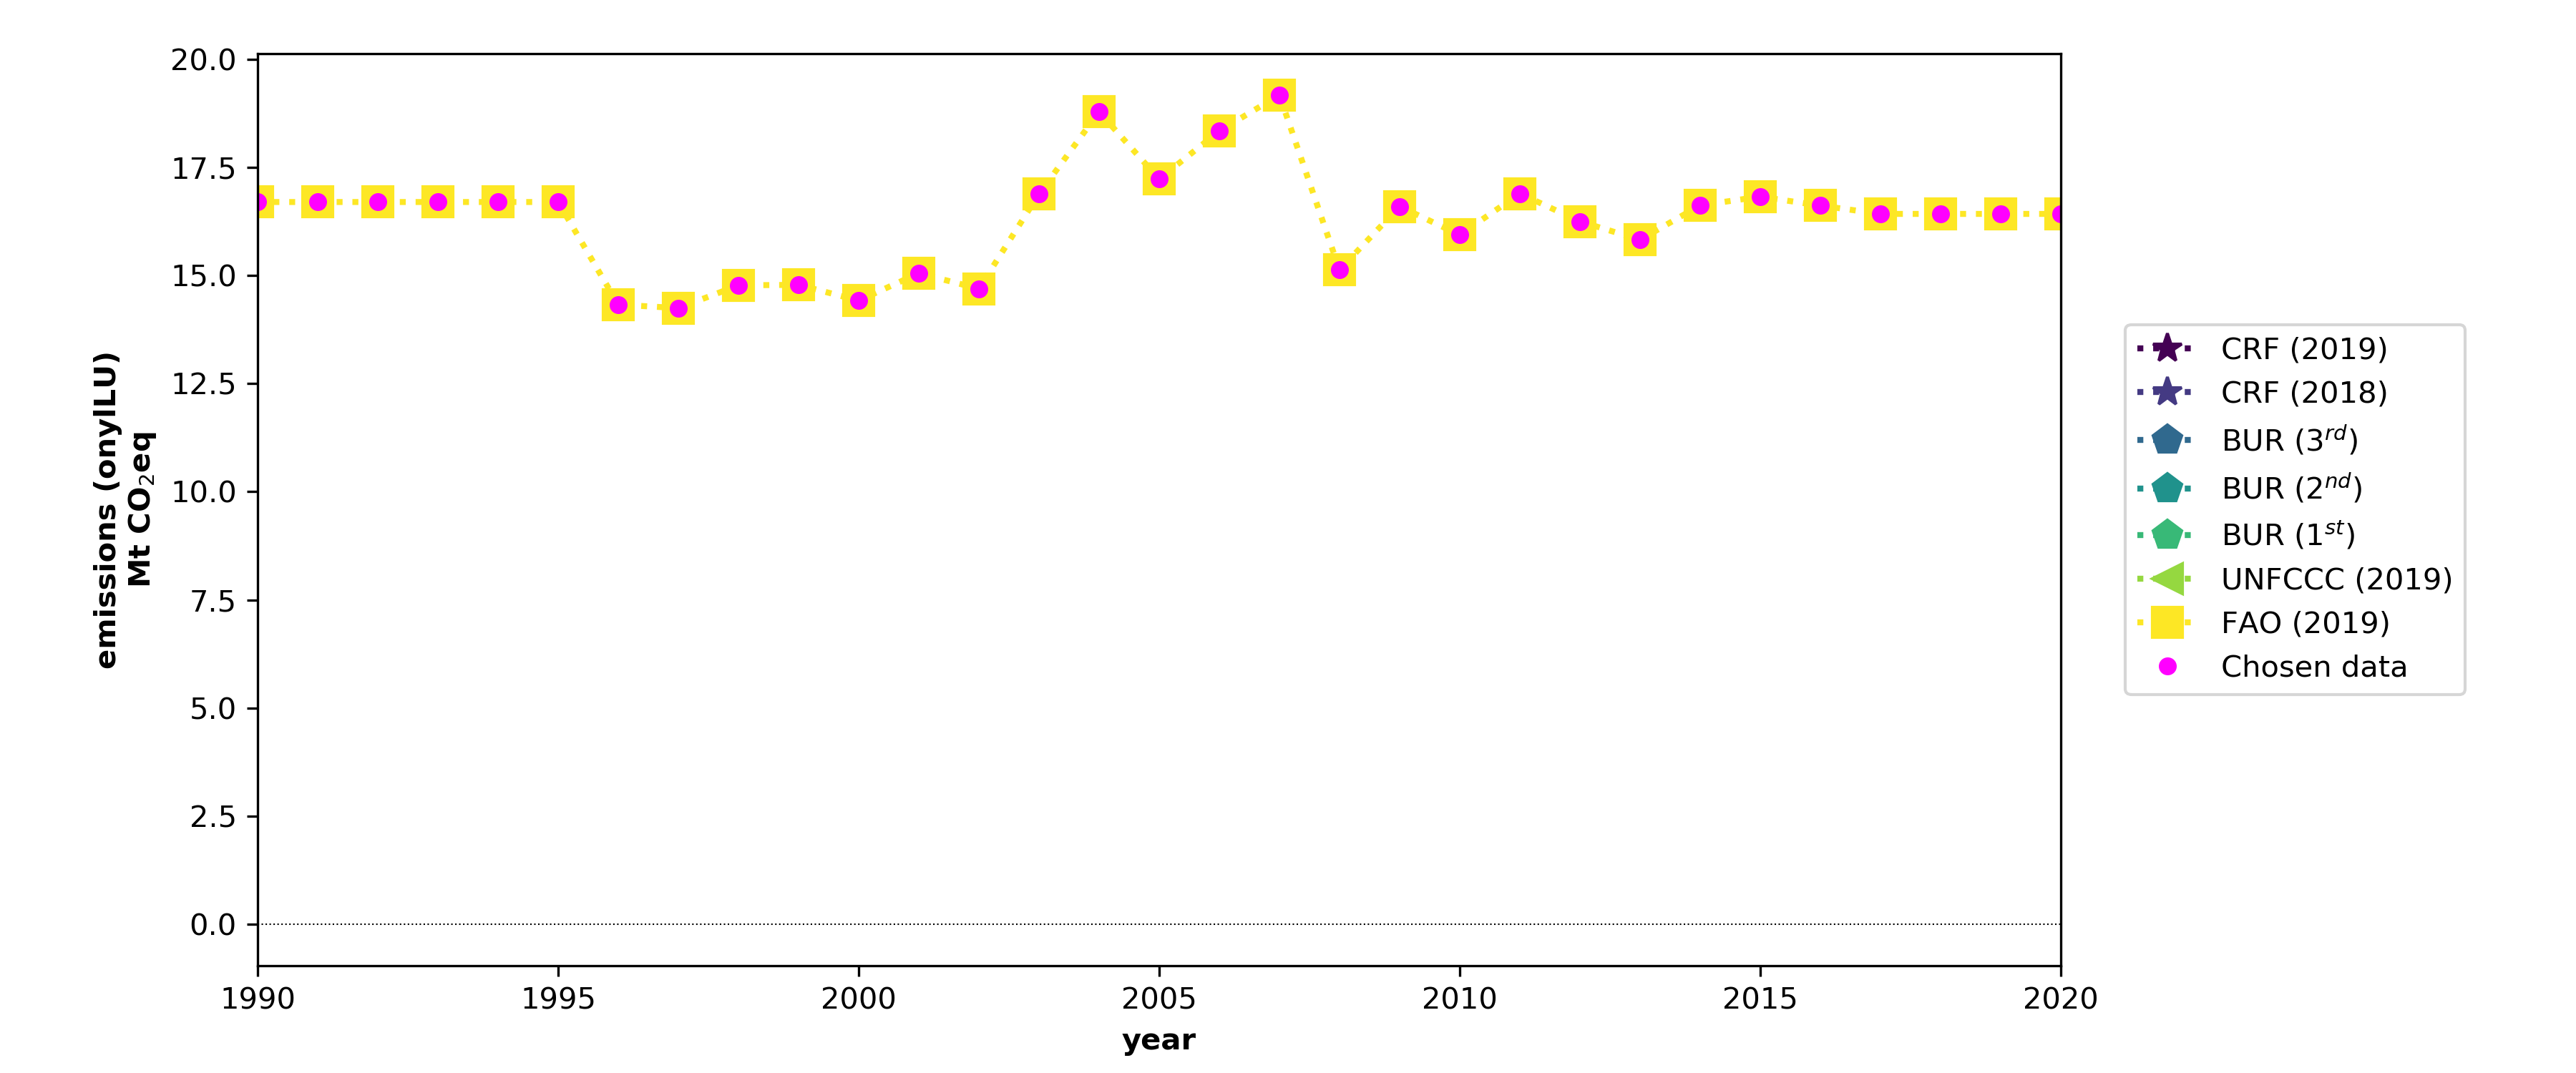 20.0
17.5
15.0
12.5
10.0
7.5
5.0
2.5
0.0
emissions (onylLU)
Mt CO₂eq
1990 1995 2000 2005 2010 2015 2020
year
CRF (2019)
CRF (2018)
BUR (3ʳᵈ)
BUR (2ⁿᵈ)
BUR (1ˢᵗ)
UNFCCC (2019)
FAO (2019)
Chosen data